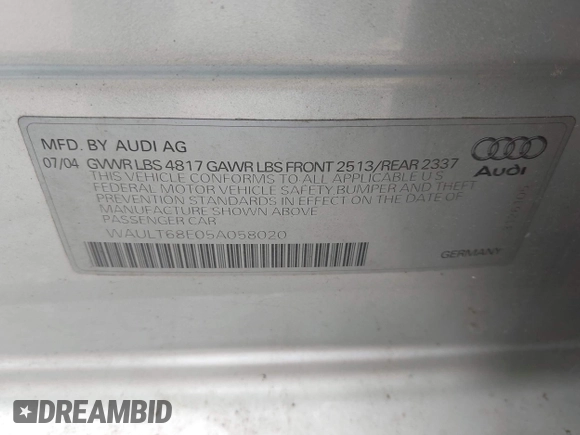 MFD. BY AUDI AG
07/04 GVWR LBS 4817 GAWR LBS FRONT 2513/REAR 2337
THIS VEHICLE CONFORMS TO ALL APPLICABLE U S
FEDERAL MOTOR VEHICLE SAFETY BUMPER AND THEFT
PREVENTION STANDARDS IN EFFECT ON THE DATE OF
MANUFACTURE SHOWN ABOVE
PASSENGER CAR
WAULT68E05A058020
GERMANY
Audi
DREAMBID